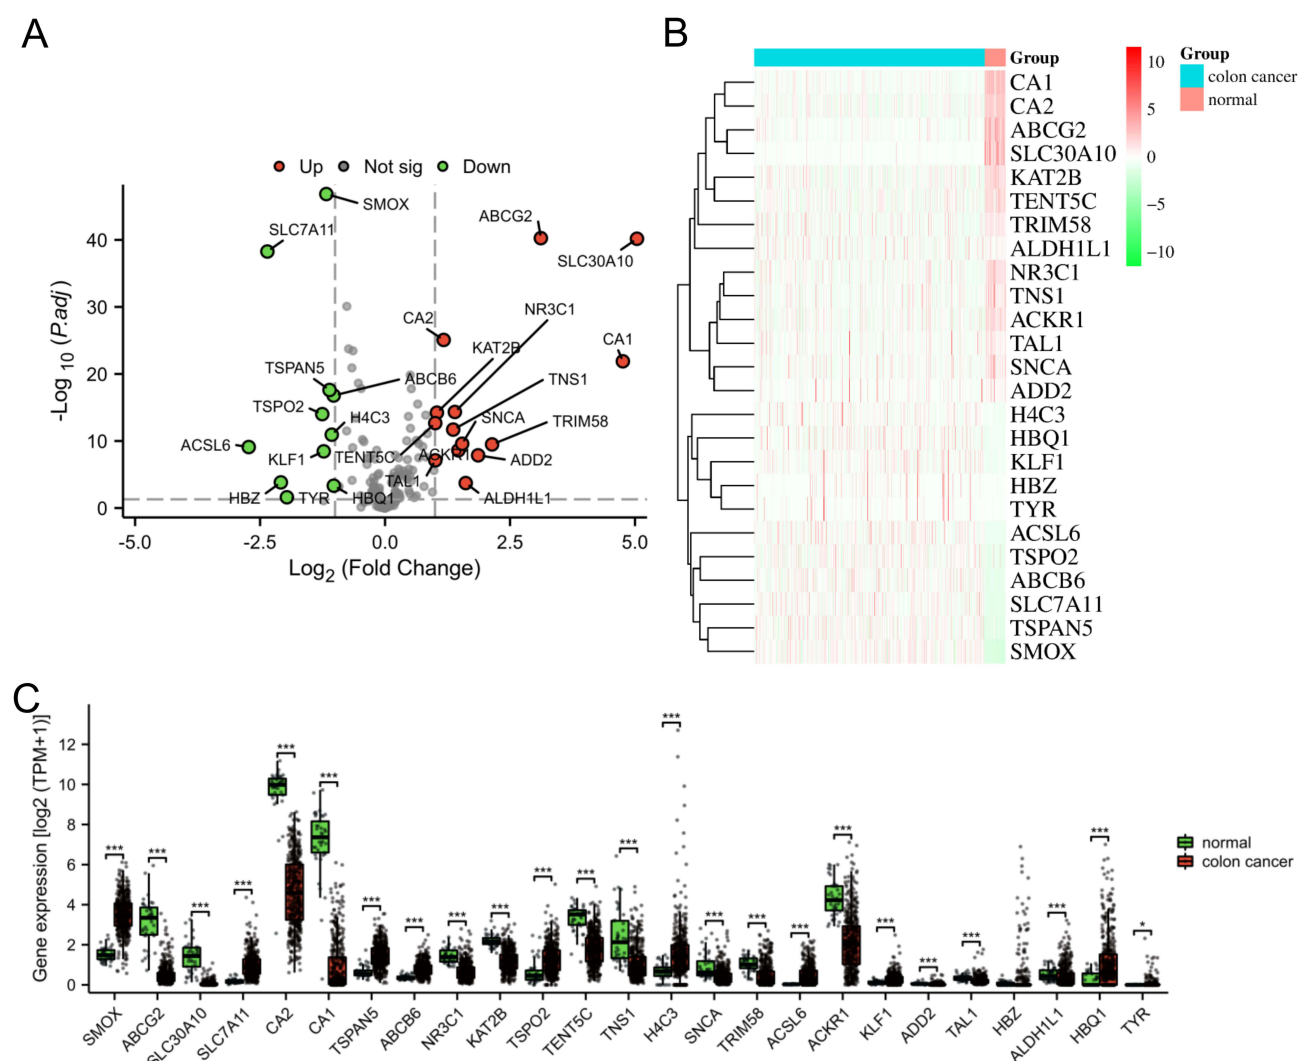 A
Up Not sig Down
SMOX
SLC7A11
ABCG2
SLC30A10
NR3C1
CA2
KAT2B
CA1
TSPAN5
ABCB6
TNS1
TSPO2
H4C3
SNCA
TRIM58
ACSL6
KLF1
TENT5C
ACKR1
ADD2
TAL1
HBZ
TYR
HBQ1
ALDH1L1
40
30
20
10
0
-Log 10 (P.adj)
-5.0 -2.5 0.0 2.5 5.0
Log2 (Fold Change)
B
Group
CA1
CA2
ABCG2
SLC30A10
KAT2B
TENT5C
TRIM58
ALDH1L1
NR3C1
TNS1
ACKR1
TAL1
SNCA
ADD2
H4C3
HBQ1
KLF1
HBZ
TYR
ACSL6
TSPO2
ABCB6
SLC7A11
TSPAN5
SMOX
10
5
0
−5
−10
Group
colon cancer
normal
C
Gene expression [log2 (TPM+1)]
12
10
8
6
4
2
0
*** *** *** *** *** *** *** *** *** *** *** *** *** *** *** *** *** *** *** *** *** *** *** *
SMOX ABCG2 SLC30A10 SLC7A11 CA2 CA1 TSPAN5 ABCB6 NR3C1 KAT2B TSPO2 TENT5C TNS1 H4C3 SNCA TRIM58 ACSL6 ACKR1 KLF1 ADD2 TAL1 HBZ ALDH1L1 HBQ1 TYR
normal
colon cancer